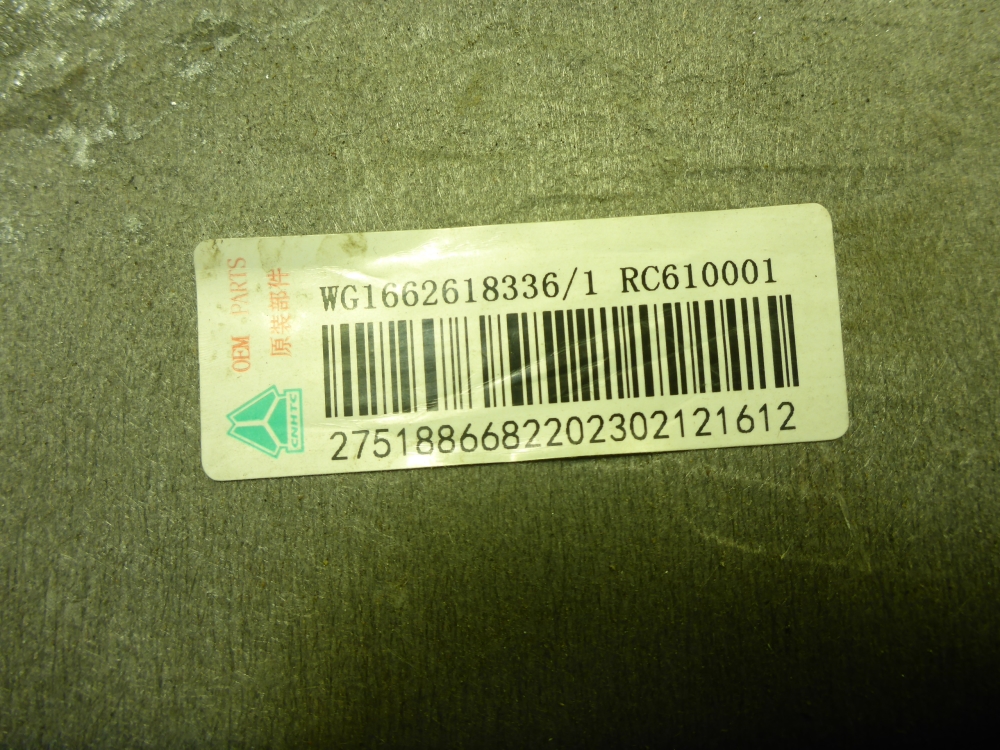 OEM PARTS
原装部件
CNHTC
WG1662618336/1 RC610001
2751886682202302121612